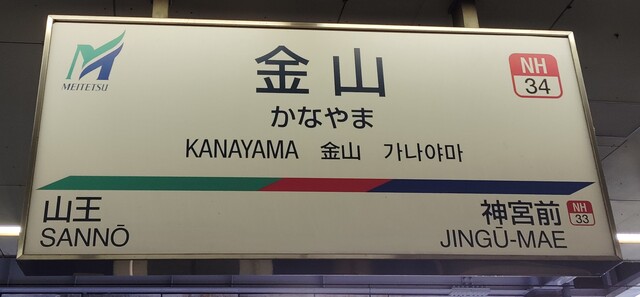 MEITETSU
金山
NH
34
かなやま
KANAYAMA 金山 가나야마
山王
SANNŌ
神宮前
NH
33
JINGŪ-MAE